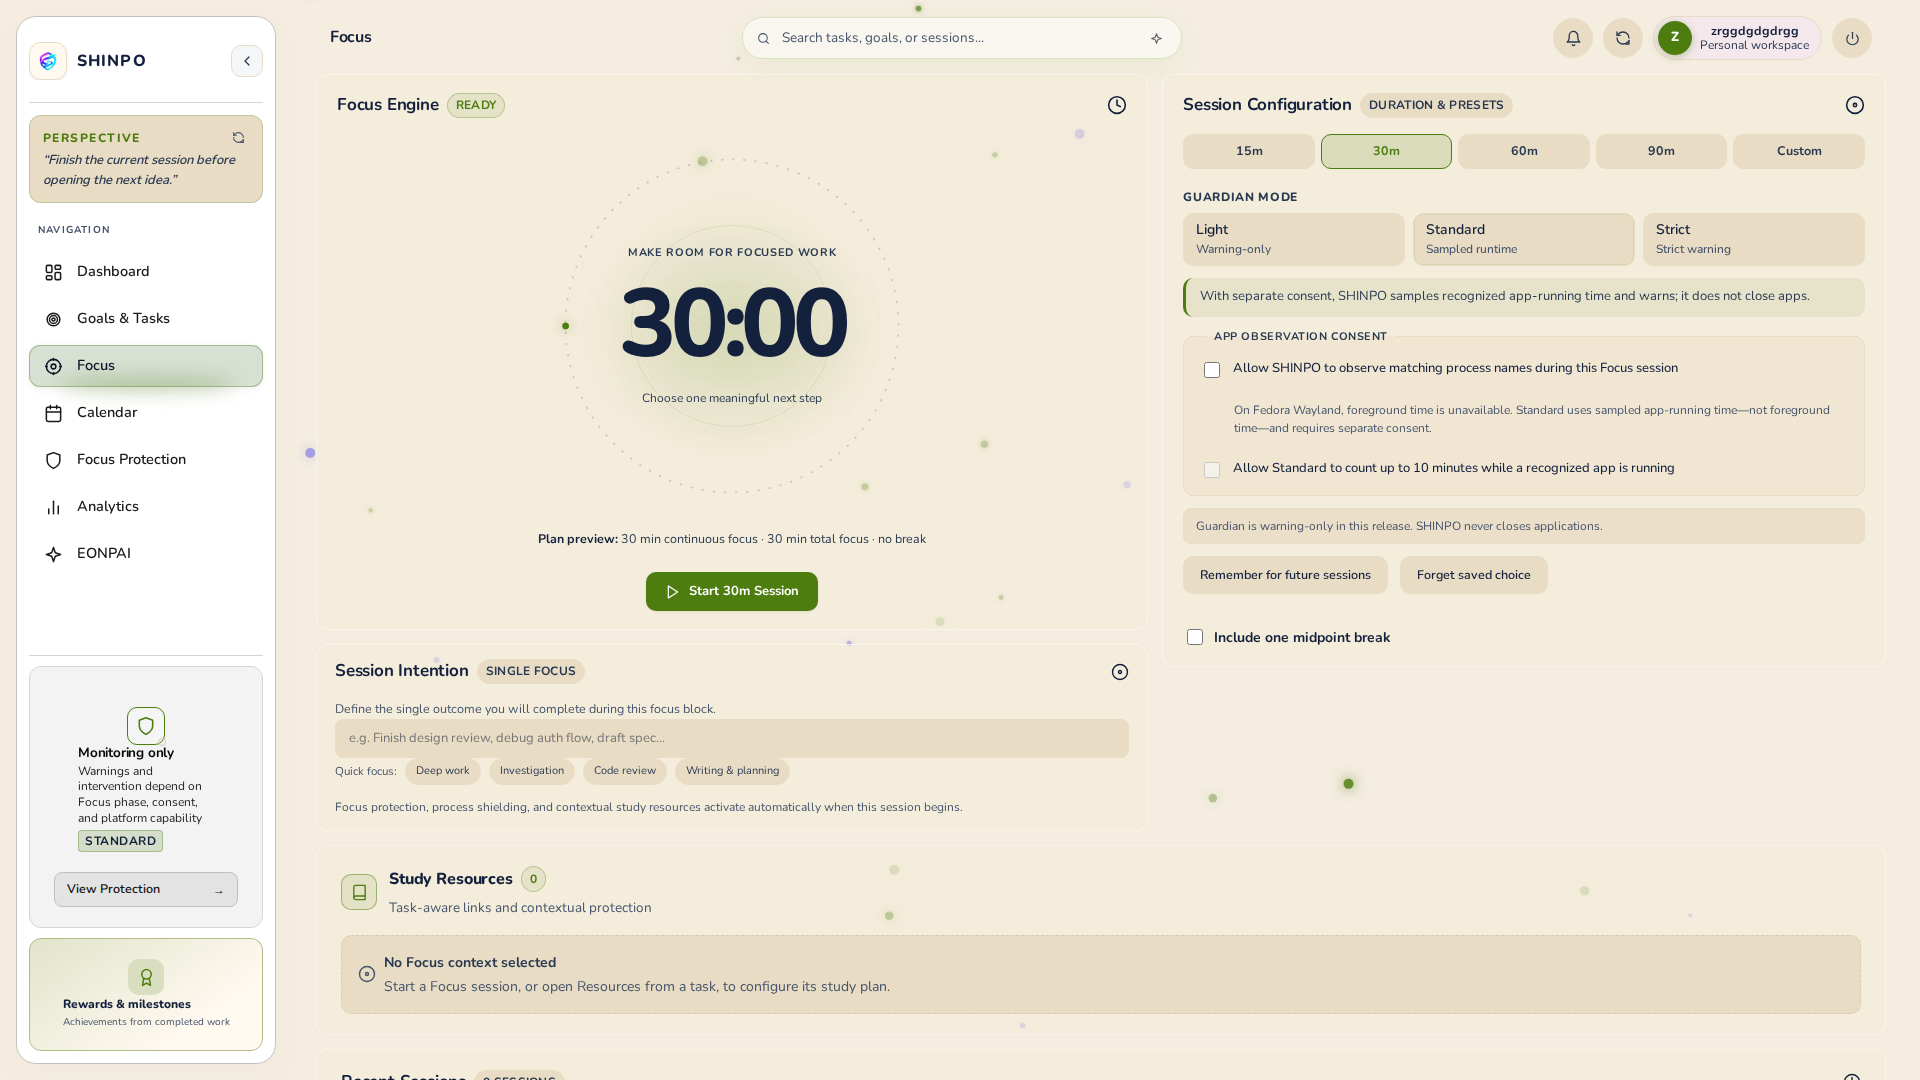 SHINPO
PERSPECTIVE
“Finish the current session before
opening the next idea.”
NAVIGATION
Dashboard
Goals & Tasks
Focus
Calendar
Focus Protection
Analytics
EONPAI
Monitoring only
Warnings and
intervention depend on
Focus phase, consent,
and platform capability
STANDARD
View Protection →
Rewards & milestones
Achievements from completed work
Focus
Search tasks, goals, or sessions...
Z
zrggdgdgdrgg
Personal workspace
Focus Engine READY
MAKE ROOM FOR FOCUSED WORK
30:00
Choose one meaningful next step
Plan preview: 30 min continuous focus · 30 min total focus · no break
Start 30m Session
Session Configuration DURATION & PRESETS
15m 30m 60m 90m Custom
GUARDIAN MODE
Light Standard Strict
Warning-only Sampled runtime Strict warning
With separate consent, SHINPO samples recognized app-running time and warns; it does not close apps.
APP OBSERVATION CONSENT
Allow SHINPO to observe matching process names during this Focus session
On Fedora Wayland, foreground time is unavailable. Standard uses sampled app-running time—not foreground
time—and requires separate consent.
Allow Standard to count up to 10 minutes while a recognized app is running
Guardian is warning-only in this release. SHINPO never closes applications.
Remember for future sessions Forget saved choice
Include one midpoint break
Session Intention SINGLE FOCUS
Define the single outcome you will complete during this focus block.
e.g. Finish design review, debug auth flow, draft spec...
Quick focus: Deep work Investigation Code review Writing & planning
Focus protection, process shielding, and contextual study resources activate automatically when this session begins.
Study Resources 0
Task-aware links and contextual protection
No Focus context selected
Start a Focus session, or open Resources from a task, to configure its study plan.
Recent Sessions 0 SESSIONS